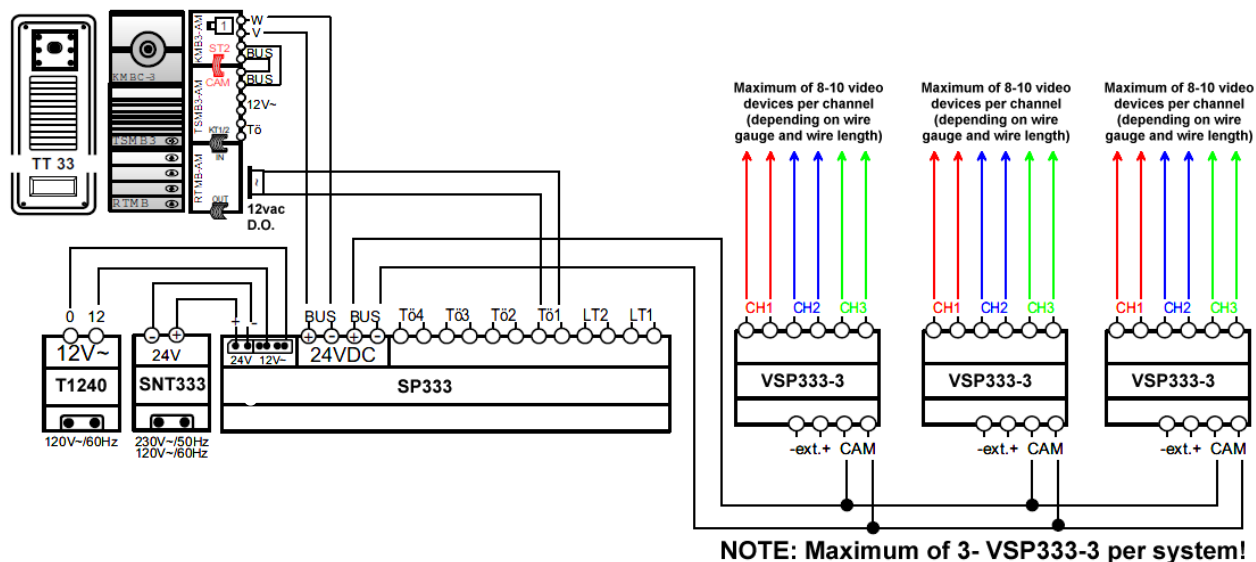 TT 33
KMBC-3
TSMB3
RTMB
KMB3-AM
1
W
V
ST2
BUS
CAM
BUS
TSMB3-AM
12V~
KT1/2
Tö
IN
RTMB-AM
~
OUT
12vac
D.O.
0 12
12V~
T1240
120V~/60Hz
- +
24V
SNT333
230V~/50Hz
120V~/60Hz
+ -
24V 12V~
BUS BUS Tö4 Tö3 Tö2 Tö1 LT2 LT1
+ - + -
24VDC
SP333
Maximum of 8-10 video
devices per channel
(depending on wire
gauge and wire length)
CH1 CH2 CH3
VSP333-3
-ext.+ CAM
Maximum of 8-10 video
devices per channel
(depending on wire
gauge and wire length)
CH1 CH2 CH3
VSP333-3
-ext.+ CAM
Maximum of 8-10 video
devices per channel
(depending on wire
gauge and wire length)
CH1 CH2 CH3
VSP333-3
-ext.+ CAM
NOTE: Maximum of 3- VSP333-3 per system!